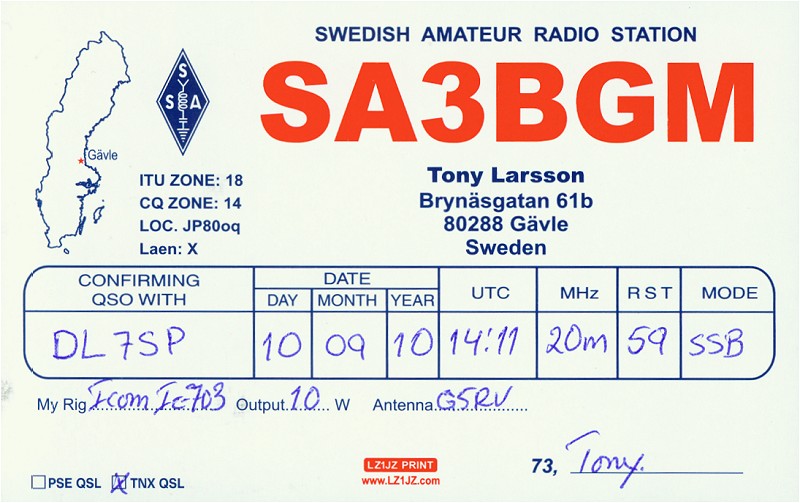 SWEDISH AMATEUR RADIO STATION
SA3BGM
S
S A
Gävle
ITU ZONE: 18
CQ ZONE: 14
LOC. JP80oq
Laen: X
Tony Larsson
Brynäsgatan 61b
80288 Gävle
Sweden
CONFIRMING QSO WITH DATE DAY MONTH YEAR UTC MHz RST MODE
DL7SP 10 09 10 14:11 20m 59 SSB
My Rig Icom Ic-703 Output 10 W Antenna G5RV
PSE QSL X TNX QSL
LZ1JZ PRINT
www.LZ1JZ.com
73, Tony.